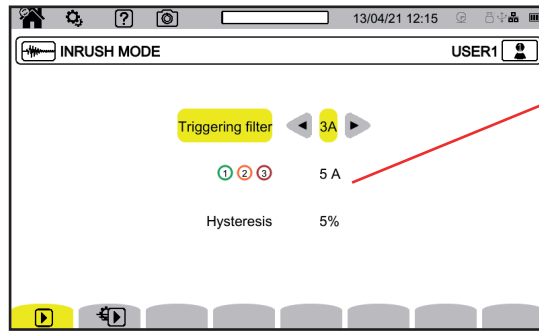 13/04/21 12:15
INRUSH MODE USER1
Triggering filter 3A
1 2 3 5 A
Hysteresis 5%